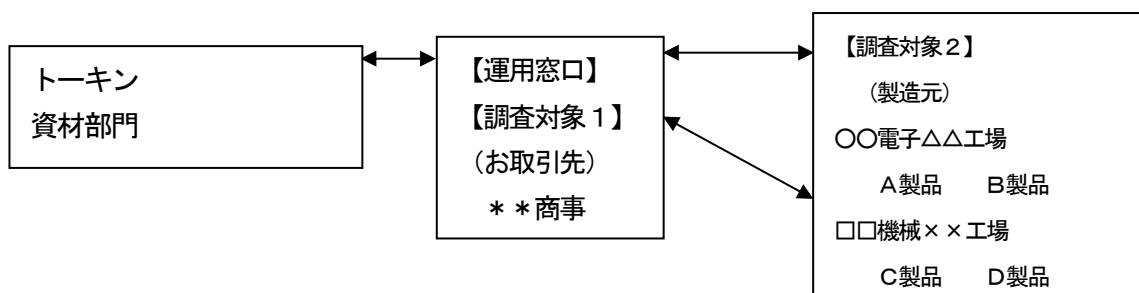 トーキン
資材部門
【運用窓口】
【調査対象１】
（お取引先）
＊＊商事
【調査対象２】
（製造元）
〇〇電子△△工場
Ａ製品　　Ｂ製品
□□機械××工場
Ｃ製品　　Ｄ製品